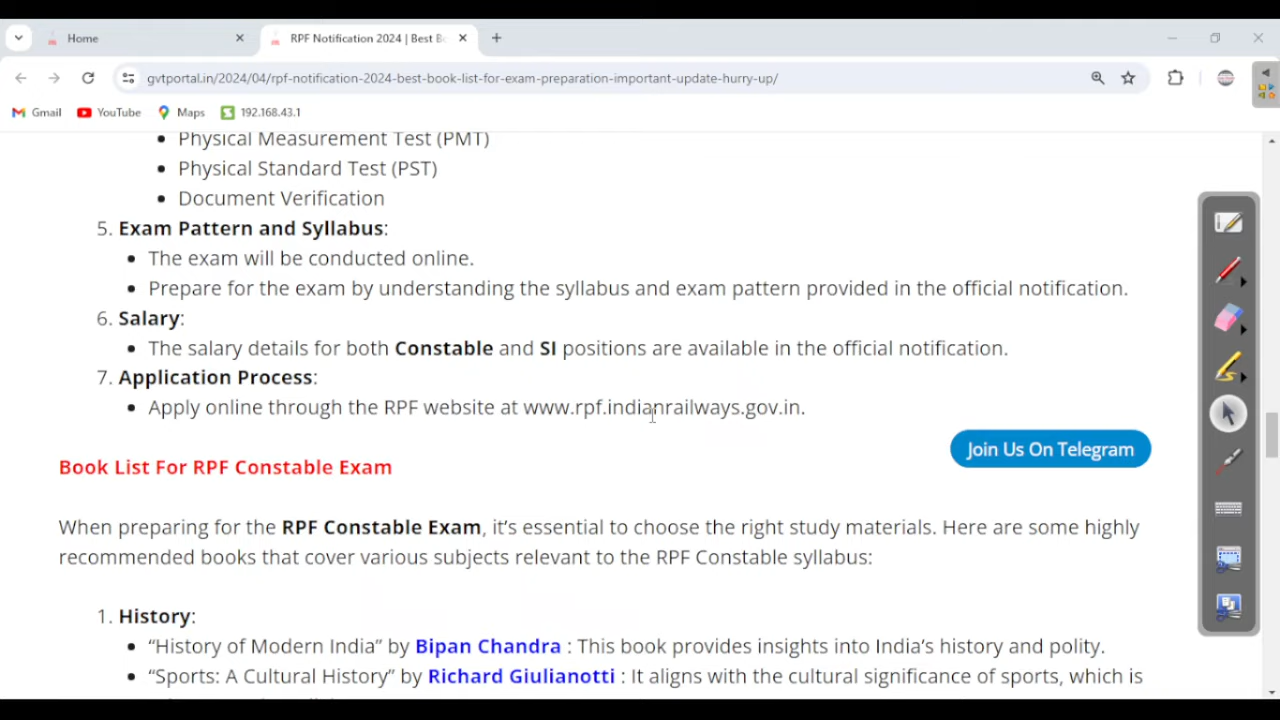 Home
RPF Notification 2024 | Best B
gvtportal.in/2024/04/rpf-notification-2024-best-book-list-for-exam-preparation-important-update-hurry-up/
Gmail YouTube Maps 192.168.43.1
• Physical Measurement Test (PMT)
• Physical Standard Test (PST)
• Document Verification
5. Exam Pattern and Syllabus:
• The exam will be conducted online.
• Prepare for the exam by understanding the syllabus and exam pattern provided in the official notification.
6. Salary:
• The salary details for both Constable and SI positions are available in the official notification.
7. Application Process:
• Apply online through the RPF website at www.rpf.indianrailways.gov.in.
Join Us On Telegram
Book List For RPF Constable Exam
When preparing for the RPF Constable Exam, it’s essential to choose the right study materials. Here are some highly
recommended books that cover various subjects relevant to the RPF Constable syllabus:
1. History:
• “History of Modern India” by Bipan Chandra : This book provides insights into India’s history and polity.
• “Sports: A Cultural History” by Richard Giulianotti : It aligns with the cultural significance of sports, which is